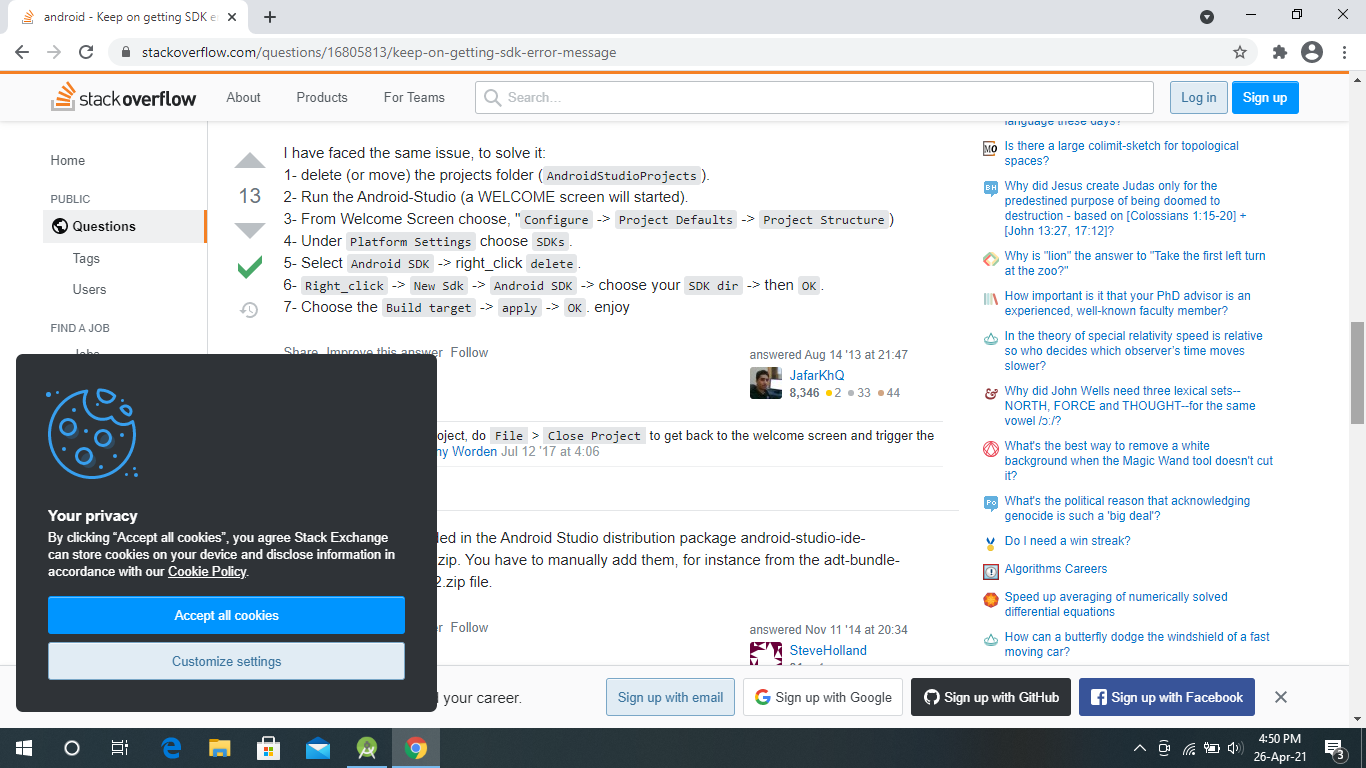 android - Keep on getting SDK e
stackoverflow.com/questions/16805813/keep-on-getting-sdk-error-message
stackoverflow
About
Products
For Teams
Search...
Log in
Sign up
Home
PUBLIC
Questions
Tags
Users
FIND A JOB
Jobs
13
I have faced the same issue, to solve it:
1- delete (or move) the projects folder ( AndroidStudioProjects ).
2- Run the Android-Studio (a WELCOME screen will started).
3- From Welcome Screen choose, " Configure -> Project Defaults -> Project Structure )
4- Under Platform Settings choose SDKs .
5- Select Android SDK -> right_click delete .
6- Right_click -> New Sdk -> Android SDK -> choose your SDK dir -> then OK .
7- Choose the Build target -> apply -> OK . enjoy
Share Improve this answer Follow
answered Aug 14 '13 at 21:47
JafarKhQ
8,346 2 33 44
oject, do File > Close Project to get back to the welcome screen and trigger the
ny Worden Jul 12 '17 at 4:06
led in the Android Studio distribution package android-studio-ide-
zip. You have to manually add them, for instance from the adt-bundle-
2.zip file.
er Follow
answered Nov 11 '14 at 20:34
SteveHolland
language these days?
Is there a large colimit-sketch for topological
spaces?
Why did Jesus create Judas only for the
predestined purpose of being doomed to
destruction - based on [Colossians 1:15-20] +
[John 13:27, 17:12]?
Why is "lion" the answer to "Take the first left turn
at the zoo?"
How important is it that your PhD advisor is an
experienced, well-known faculty member?
In the theory of special relativity speed is relative
so who decides which observer's time moves
slower?
Why did John Wells need three lexical sets--
NORTH, FORCE and THOUGHT--for the same
vowel /ɔː/?
What's the best way to remove a white
background when the Magic Wand tool doesn't cut
it?
What's the political reason that acknowledging
genocide is such a 'big deal'?
Do I need a win streak?
Algorithms Careers
Speed up averaging of numerically solved
differential equations
How can a butterfly dodge the windshield of a fast
moving car?
Your privacy
By clicking “Accept all cookies”, you agree Stack Exchange
can store cookies on your device and disclose information in
accordance with our Cookie Policy.
Accept all cookies
Customize settings
your career.
Sign up with email
Sign up with Google
Sign up with GitHub
Sign up with Facebook
4:50 PM
26-Apr-21
3